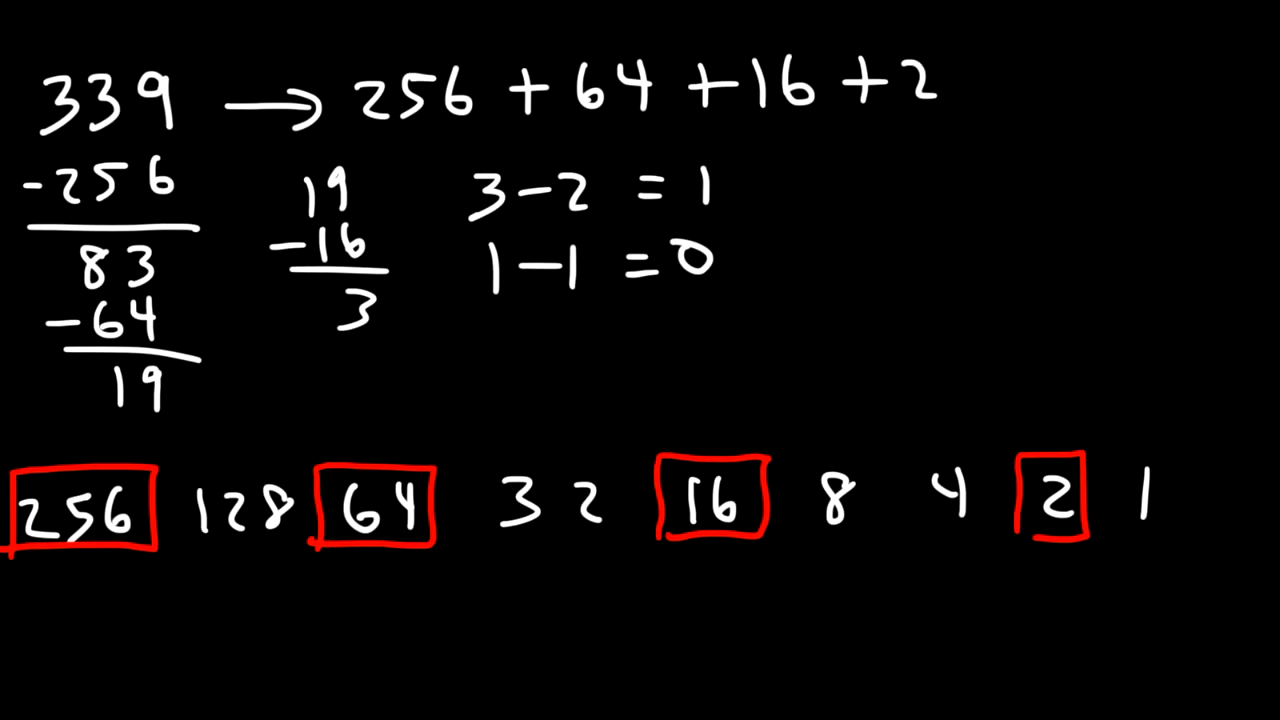 339 → 256 + 64 + 16 + 2
- 256
83
- 64
19
19
- 16
3
3 - 2 = 1
1 - 1 = 0
256 128 64 32 16 8 4 2 1